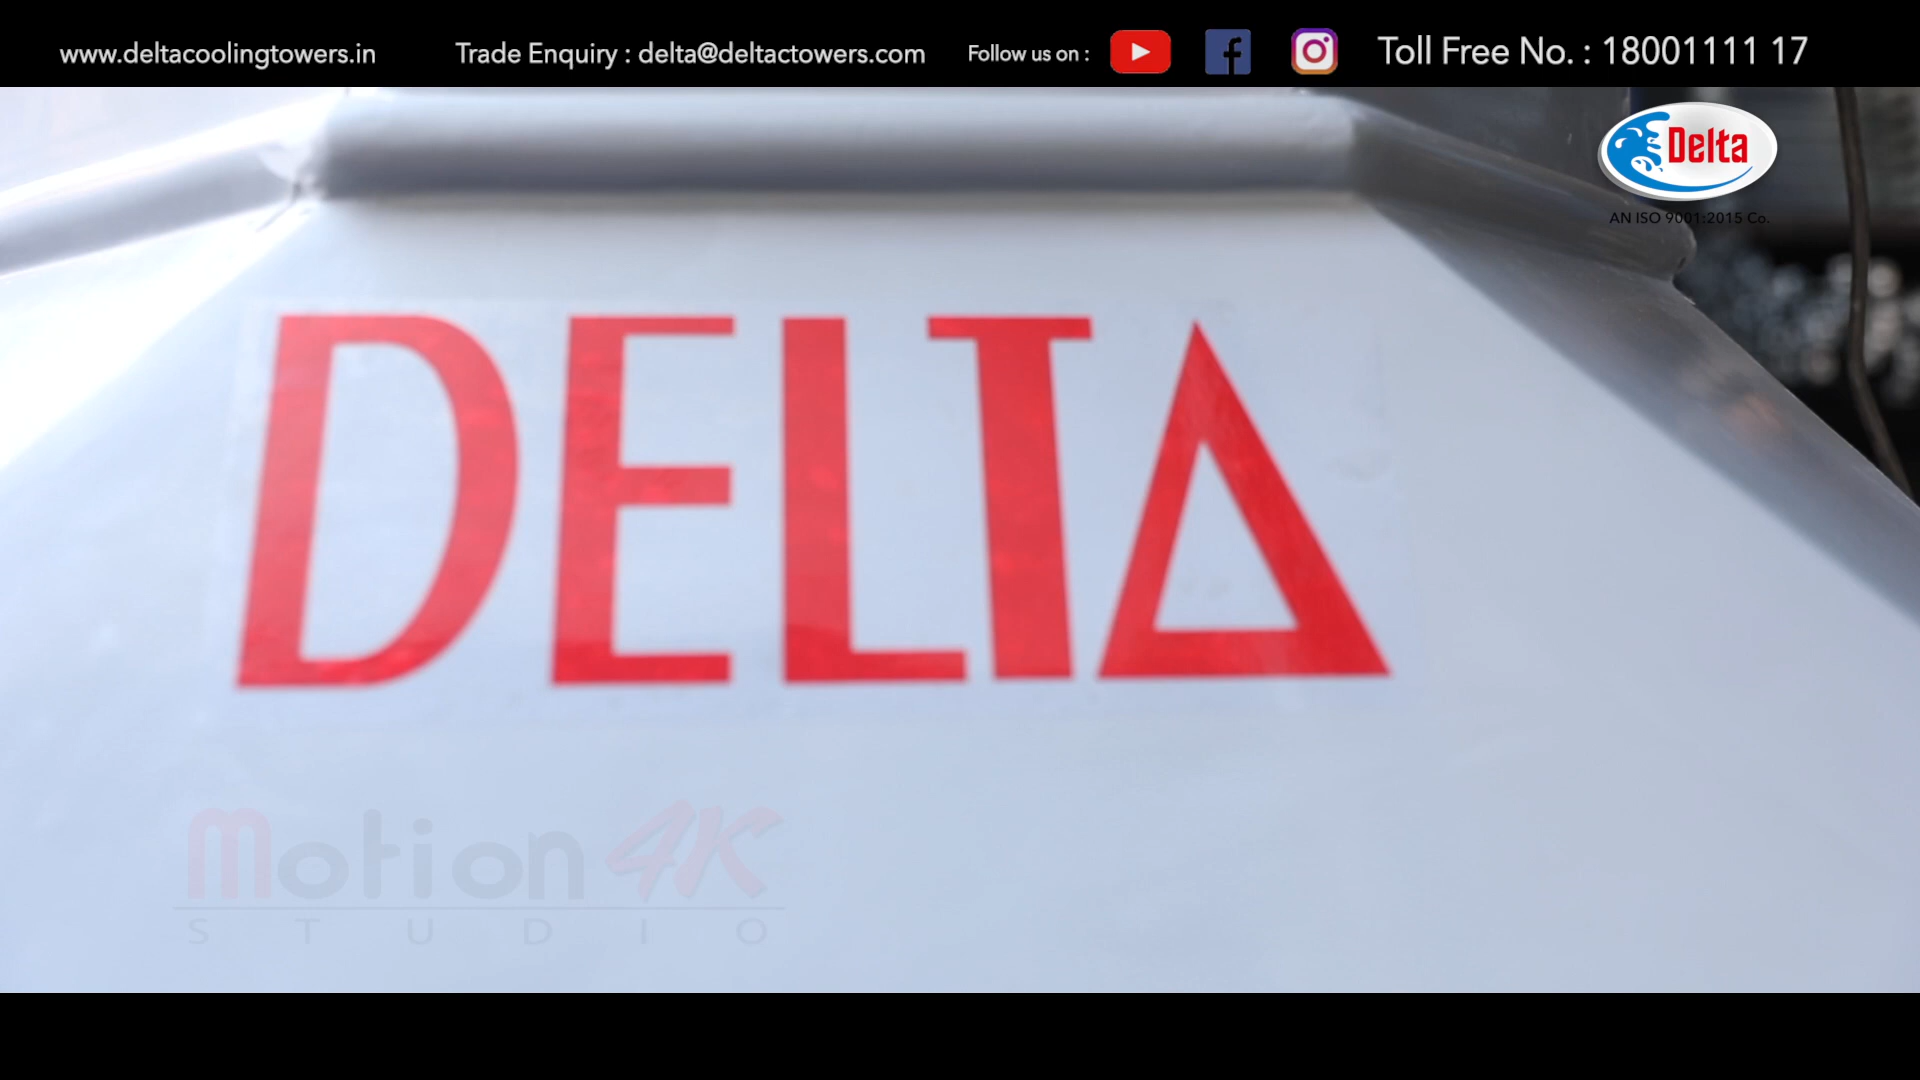 www.deltacoolingtowers.in Trade Enquiry : delta@deltactowers.com Follow us on : Toll Free No. : 18001111 17
Delta
AN ISO 9001:2015 Co.
DELTA
Motion 4K
STUDIO